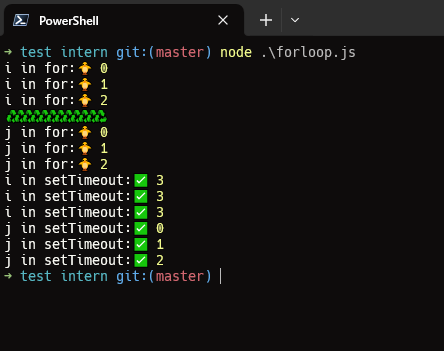 PowerShell
→ test intern git:(master) node .\forloop.js
i in for:🐥 0
i in for:🐥 1
i in for:🐥 2
♻♻♻♻♻♻♻♻♻♻
j in for:🐥 0
j in for:🐥 1
j in for:🐥 2
i in setTimeout:✅ 3
i in setTimeout:✅ 3
i in setTimeout:✅ 3
j in setTimeout:✅ 0
j in setTimeout:✅ 1
j in setTimeout:✅ 2
→ test intern git:(master)